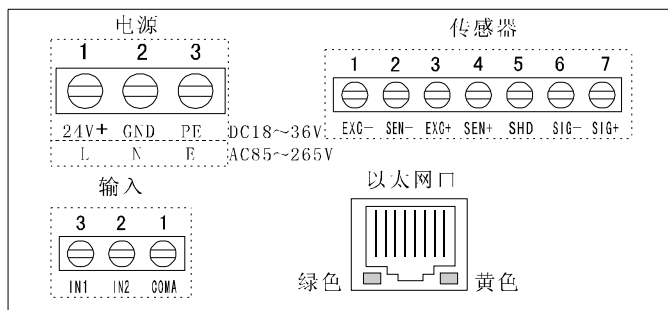 电源
1 2 3
24V+ GND PE DC18～36V
L N E AC85～265V
传感器
1 2 3 4 5 6 7
EXC- SEN- EXC+ SEN+ SHD SIG- SIG+
输入
3 2 1
IN1 IN2 COMA
以太网口
绿色 黄色